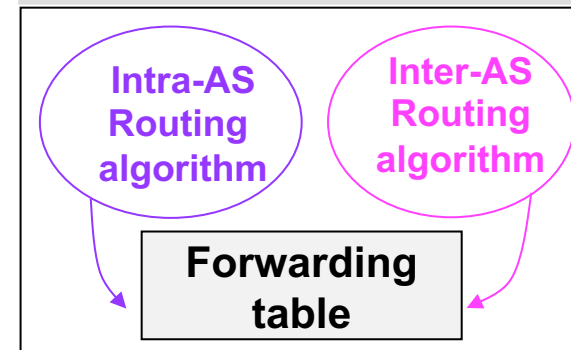 Intra-AS
Routing
algorithm
Inter-AS
Routing
algorithm
Forwarding
table